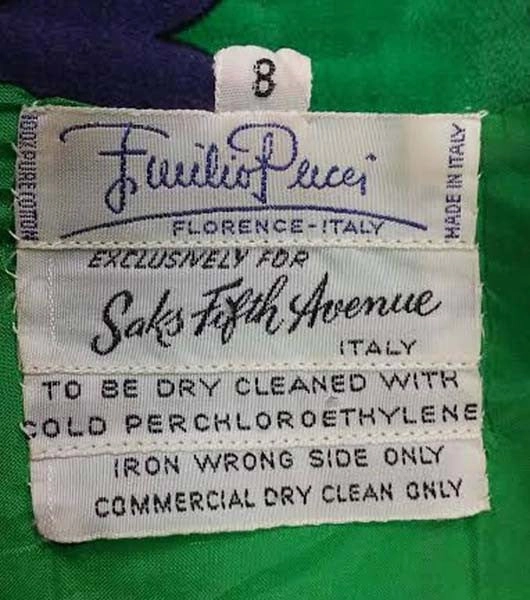 8
100% PURE COTTON
Emilio Pucci
MADE IN ITALY
FLORENCE-ITALY
EXCLUSIVELY FOR
Saks Fifth Avenue
ITALY
TO BE DRY CLEANED WITH
COLD PERCHLOROETHYLENE
IRON WRONG SIDE ONLY
COMMERCIAL DRY CLEAN ONLY